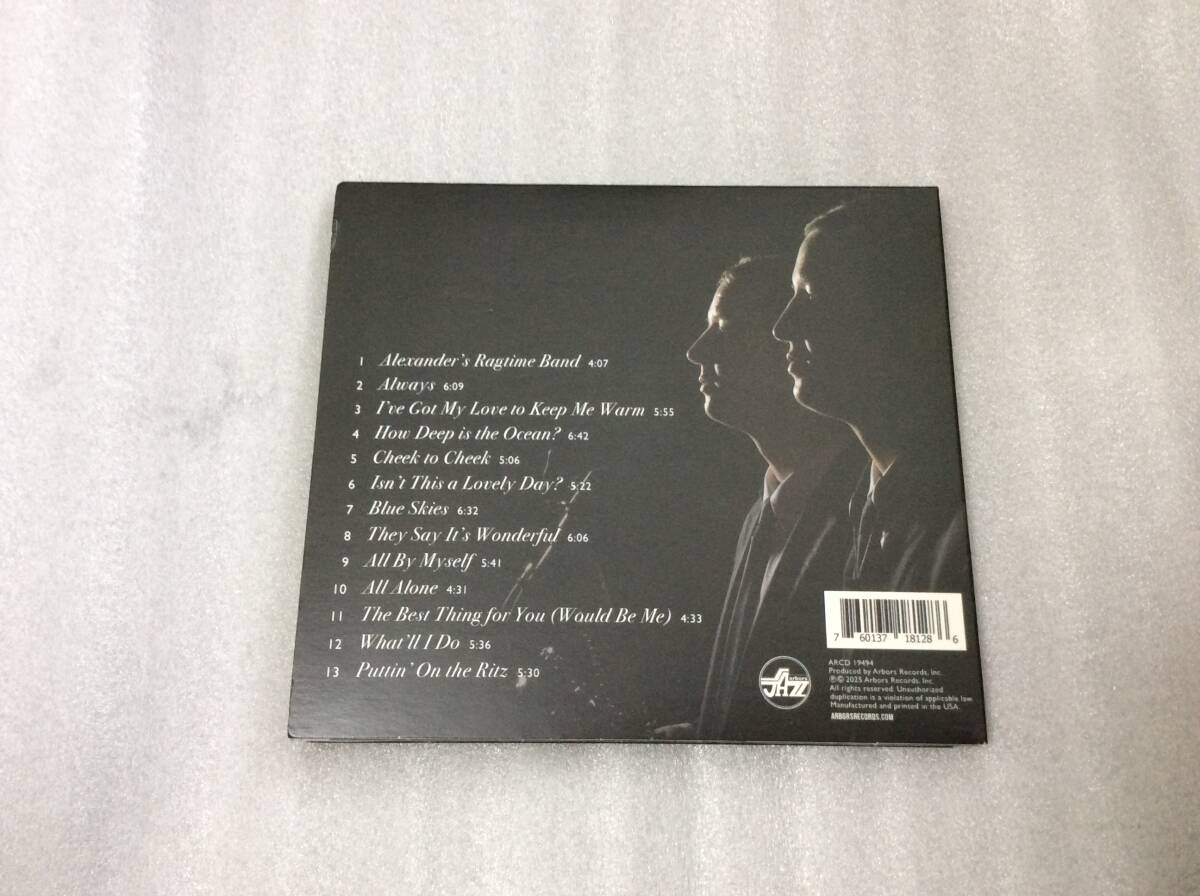 1 Alexander's Ragtime Band 4:07
2 Always 6:09
3 I've Got My Love to Keep Me Warm 5:55
4 How Deep is the Ocean? 6:42
5 Cheek to Cheek 5:06
6 Isn't This a Lovely Day? 5:22
7 Blue Skies 6:32
8 They Say It's Wonderful 6:06
9 All By Myself 5:41
10 All Alone 4:31
11 The Best Thing for You (Would Be Me) 4:33
12 What'll I Do 5:36
13 Puttin' On the Ritz 5:30
7 60137 18128 6
arbors
JAZZ
ARCD 19494
Produced by Arbors Records, Inc.
℗© 2025 Arbors Records, Inc.
All rights reserved. Unauthorized
duplication is a violation of applicable law.
Manufactured and printed in the USA.
ARBORSRECORDS.COM